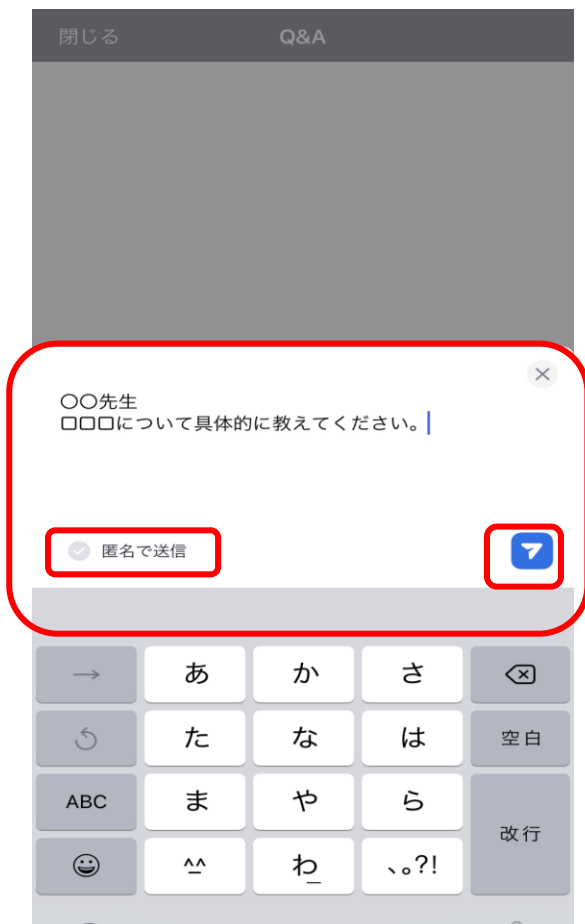 閉じる Q&A
〇〇先生
□□□について具体的に教えてください。
匿名で送信
→ あ か さ
た な は 空白
ABC ま や ら
改行
^^ わ 、。?!